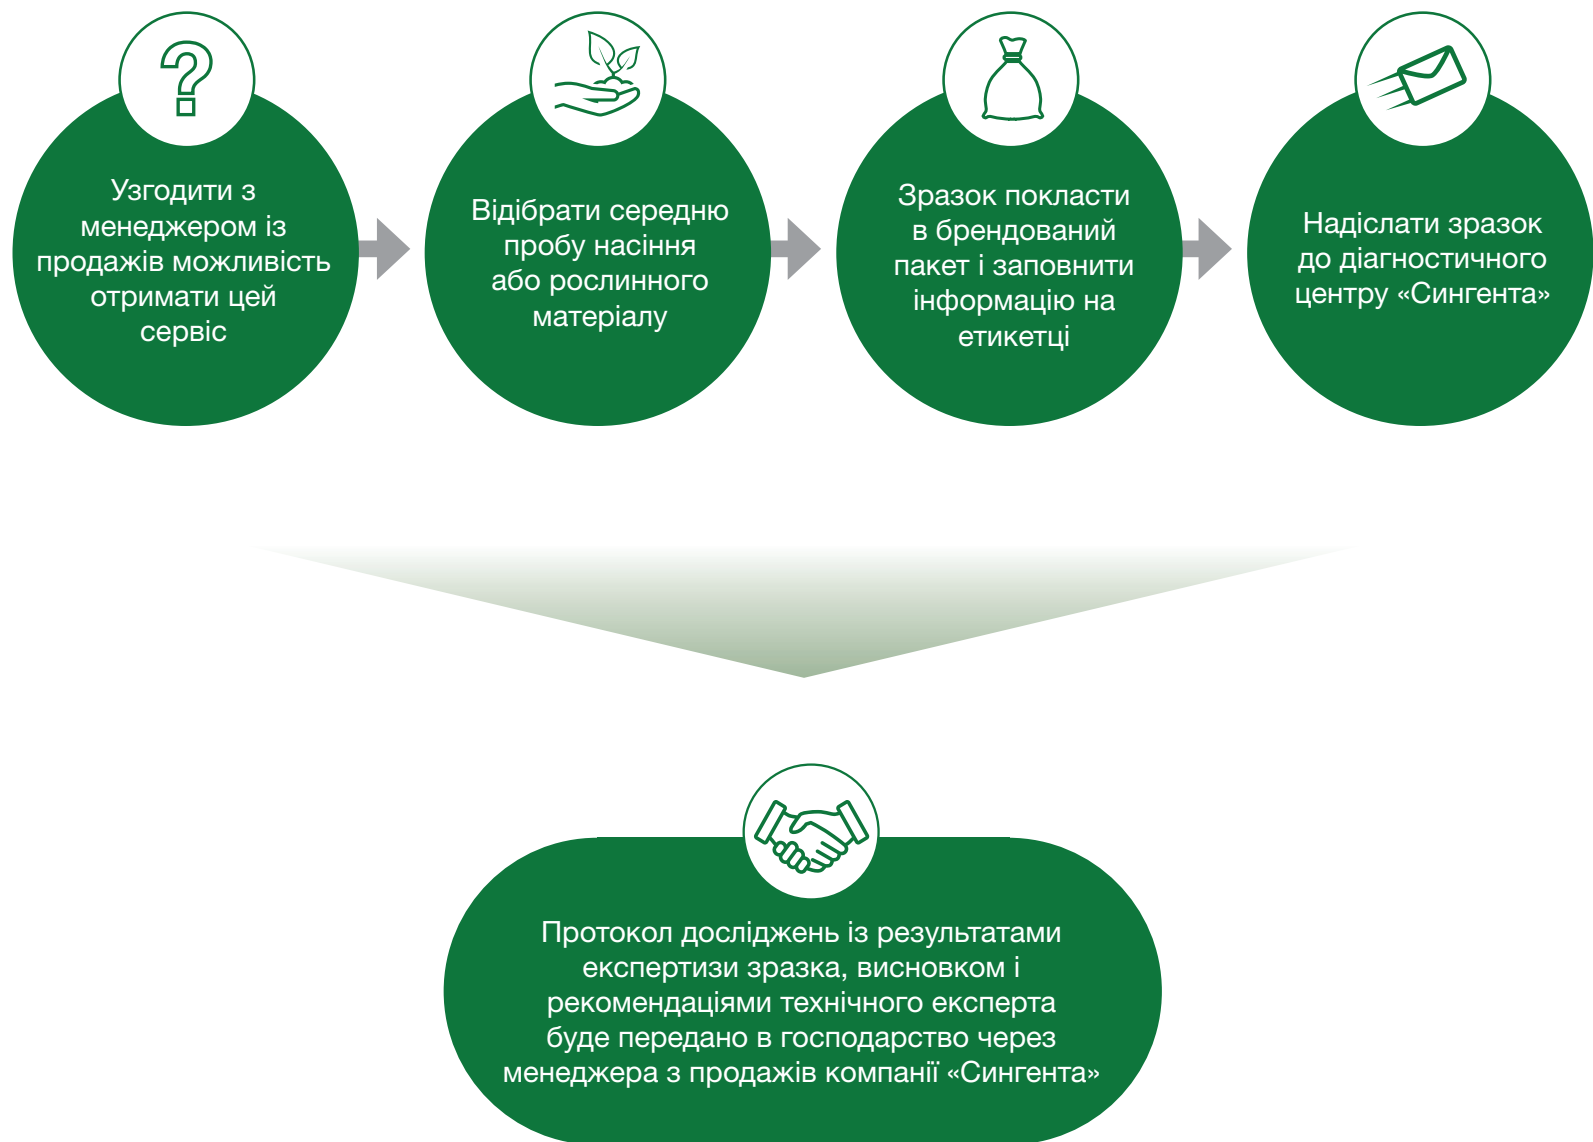 Узгодити з
менеджером із
продажів можливість
отримати цей
сервіс
Відібрати середню
пробу насіння
або рослинного
матеріалу
Зразок покласти
в брендований
пакет і заповнити
інформацію на
етикетці
Надіслати зразок
до діагностичного
центру «Сингента»
Протокол досліджень із результатами
експертизи зразка, висновком і
рекомендаціями технічного експерта
буде передано в господарство через
менеджера з продажів компанії «Сингента»